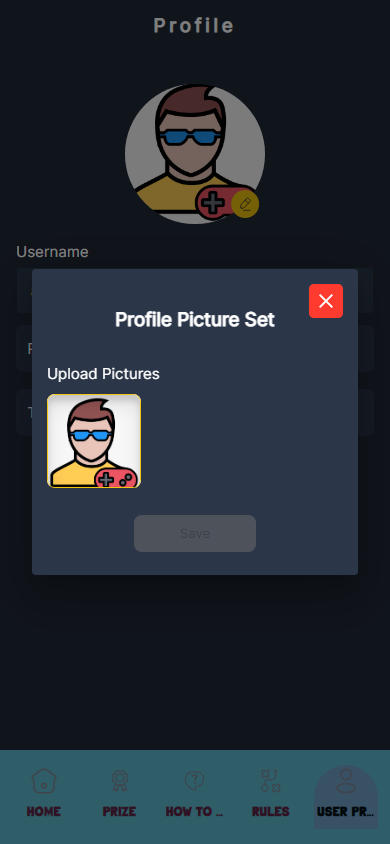 Profile
Username
Profile Picture Set
Upload Pictures
Save
HOME
PRIZE
HOW TO ...
RULES
USER PR...